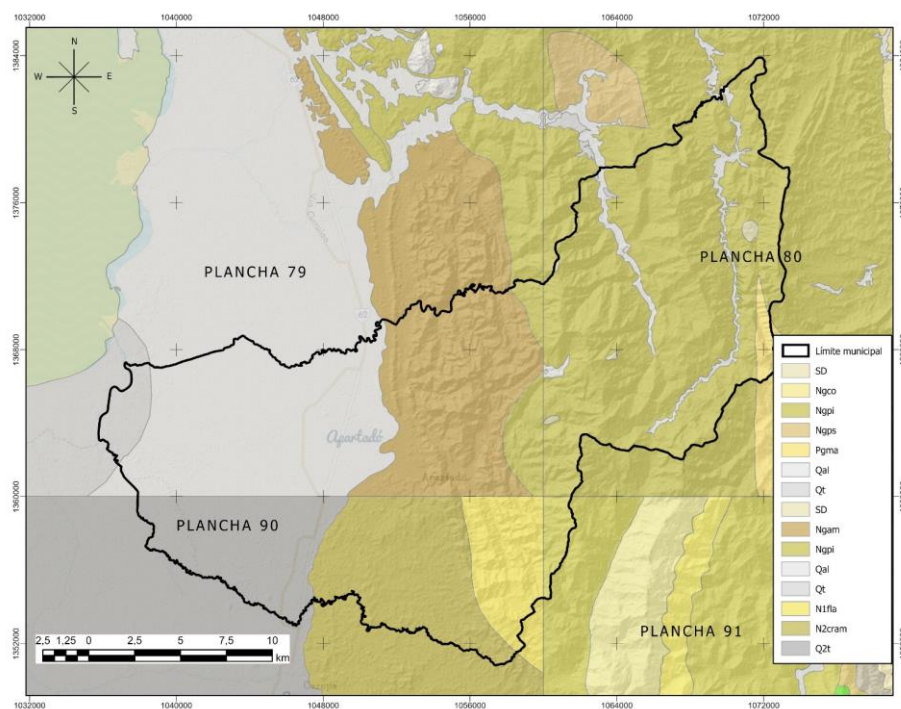 1032000 1040000 1048000 1056000 1064000 1072000
1384000
N
W E
S
1376000
PLANCHA 80
PLANCHA 79
1368000
Límite municipal
SD
Ngco
Ngpi
Ngps
Pgma
Qal
Qt
SD
Ngam
Ngpi
Qal
Qt
N1fla
N2cram
Q2t
Apartadó
1360000
PLANCHA 90
PLANCHA 91
1352000
2,5 1,25 0 2,5 5 7,5 10
km
1032000 1040000 1048000 1056000 1064000 1072000